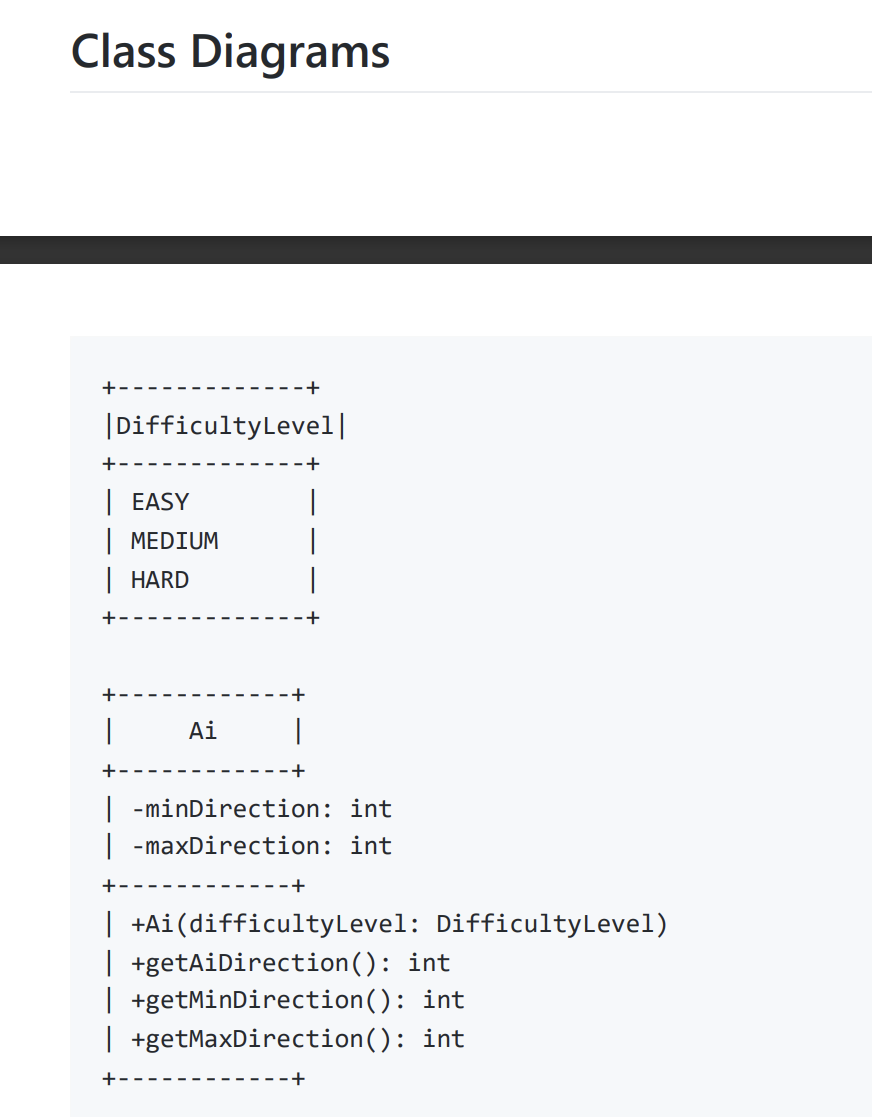 Class Diagrams
+-------------+
|DifficultyLevel|
+-------------+
| EASY        |
| MEDIUM      |
| HARD        |
+-------------+
+------------+
|     Ai     |
+------------+
| -minDirection: int
| -maxDirection: int
+------------+
| +Ai(difficultyLevel: DifficultyLevel)
| +getAiDirection(): int
| +getMinDirection(): int
| +getMaxDirection(): int
+------------+